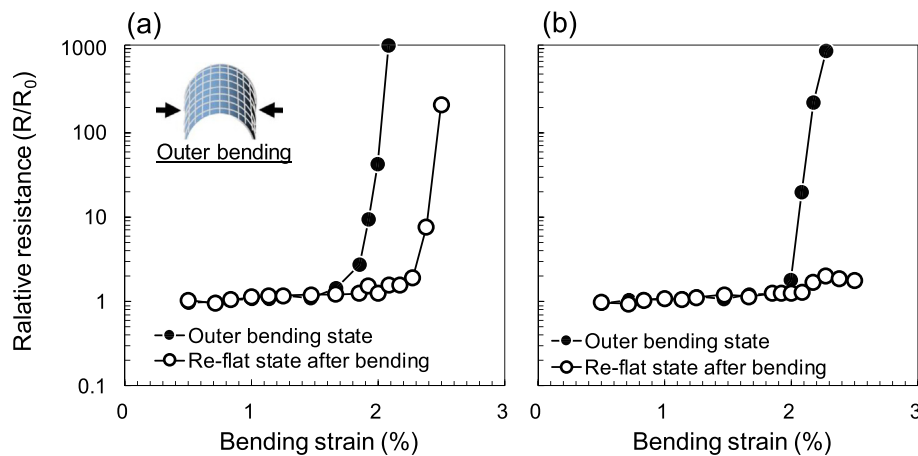 (a)
(b)
Ralative resistance (R/R0)
1000
100
10
1
0.1
Outer bending
Outer bending state
Re-flat state after bending
0
1
2
3
Bending strain (%)
Outer bending state
Re-flat state after bending
0
1
2
3
Bending strain (%)